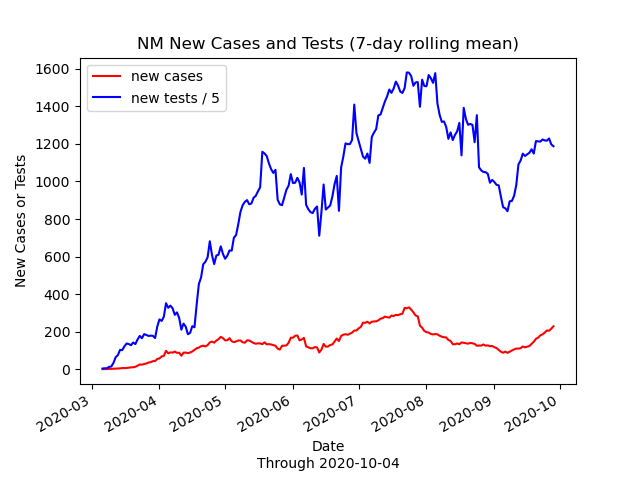 NM New Cases and Tests (7-day rolling mean)
new cases
new tests / 5
New Cases or Tests
1600
1400
1200
1000
800
600
400
200
0
2020-03
2020-04
2020-05
2020-06
2020-07
2020-08
2020-09
2020-10
Date
Through 2020-10-04